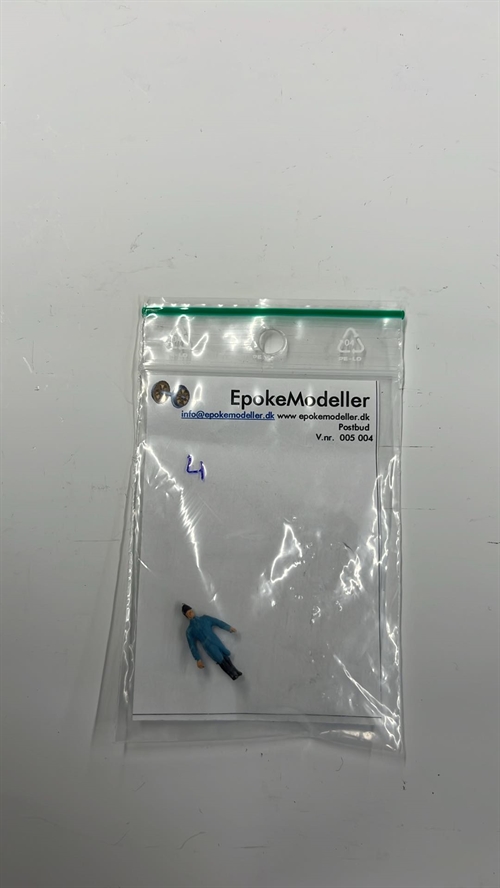 EpokeModeller
info@epokemodeller.dk www epokemodeller.dk
Postbud
V.nr. 005 004
4